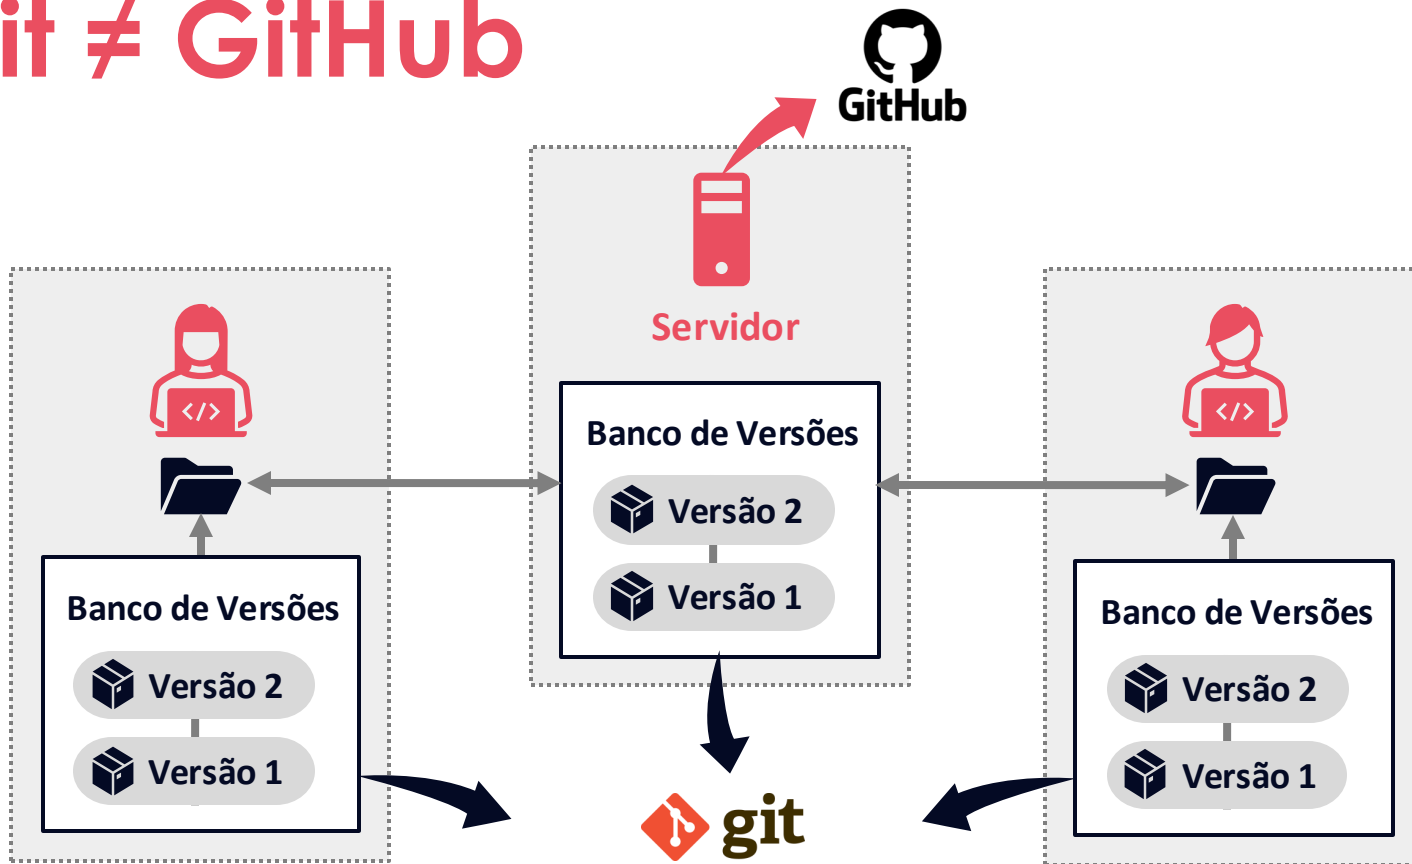 it ≠ GitHub
GitHub
Servidor
Banco de Versões
Versão 2
Versão 1
</>
Banco de Versões
Versão 2
Versão 1
</>
Banco de Versões
Versão 2
Versão 1
git